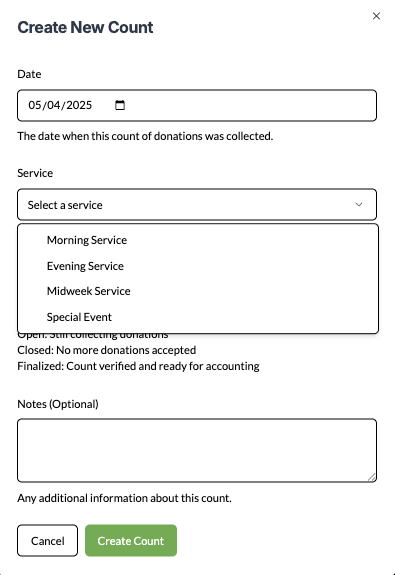 Create New Count
Date
05/04/2025
The date when this count of donations was collected.
Service
Select a service
Morning Service
Evening Service
Midweek Service
Special Event
Open: Still collecting donations
Closed: No more donations accepted
Finalized: Count verified and ready for accounting
Notes (Optional)
Any additional information about this count.
Cancel
Create Count